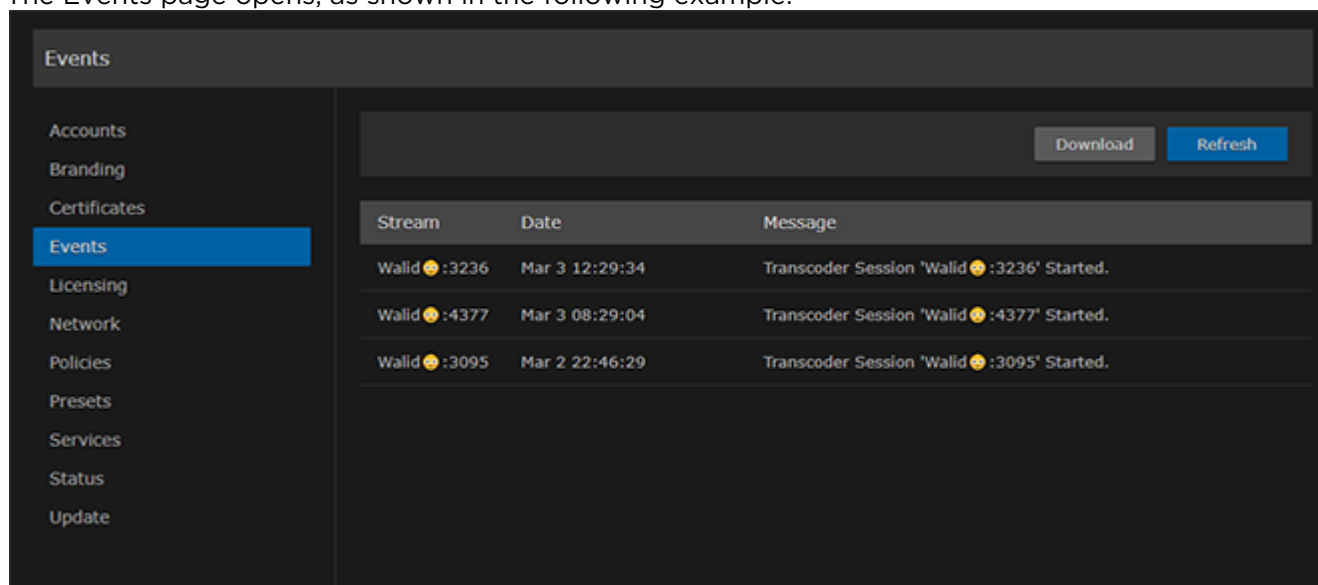 The Events page opens, as shown in the following example:
Events
Accounts
Branding
Certificates
Events
Licensing
Network
Policies
Presets
Services
Status
Update
Download Refresh
Stream Date Message
Walid😳:3236 Mar 3 12:29:34 Transcoder Session 'Walid😳:3236' Started.
Walid😳:4377 Mar 3 08:29:04 Transcoder Session 'Walid😳:4377' Started.
Walid😳:3095 Mar 2 22:46:29 Transcoder Session 'Walid😳:3095' Started.